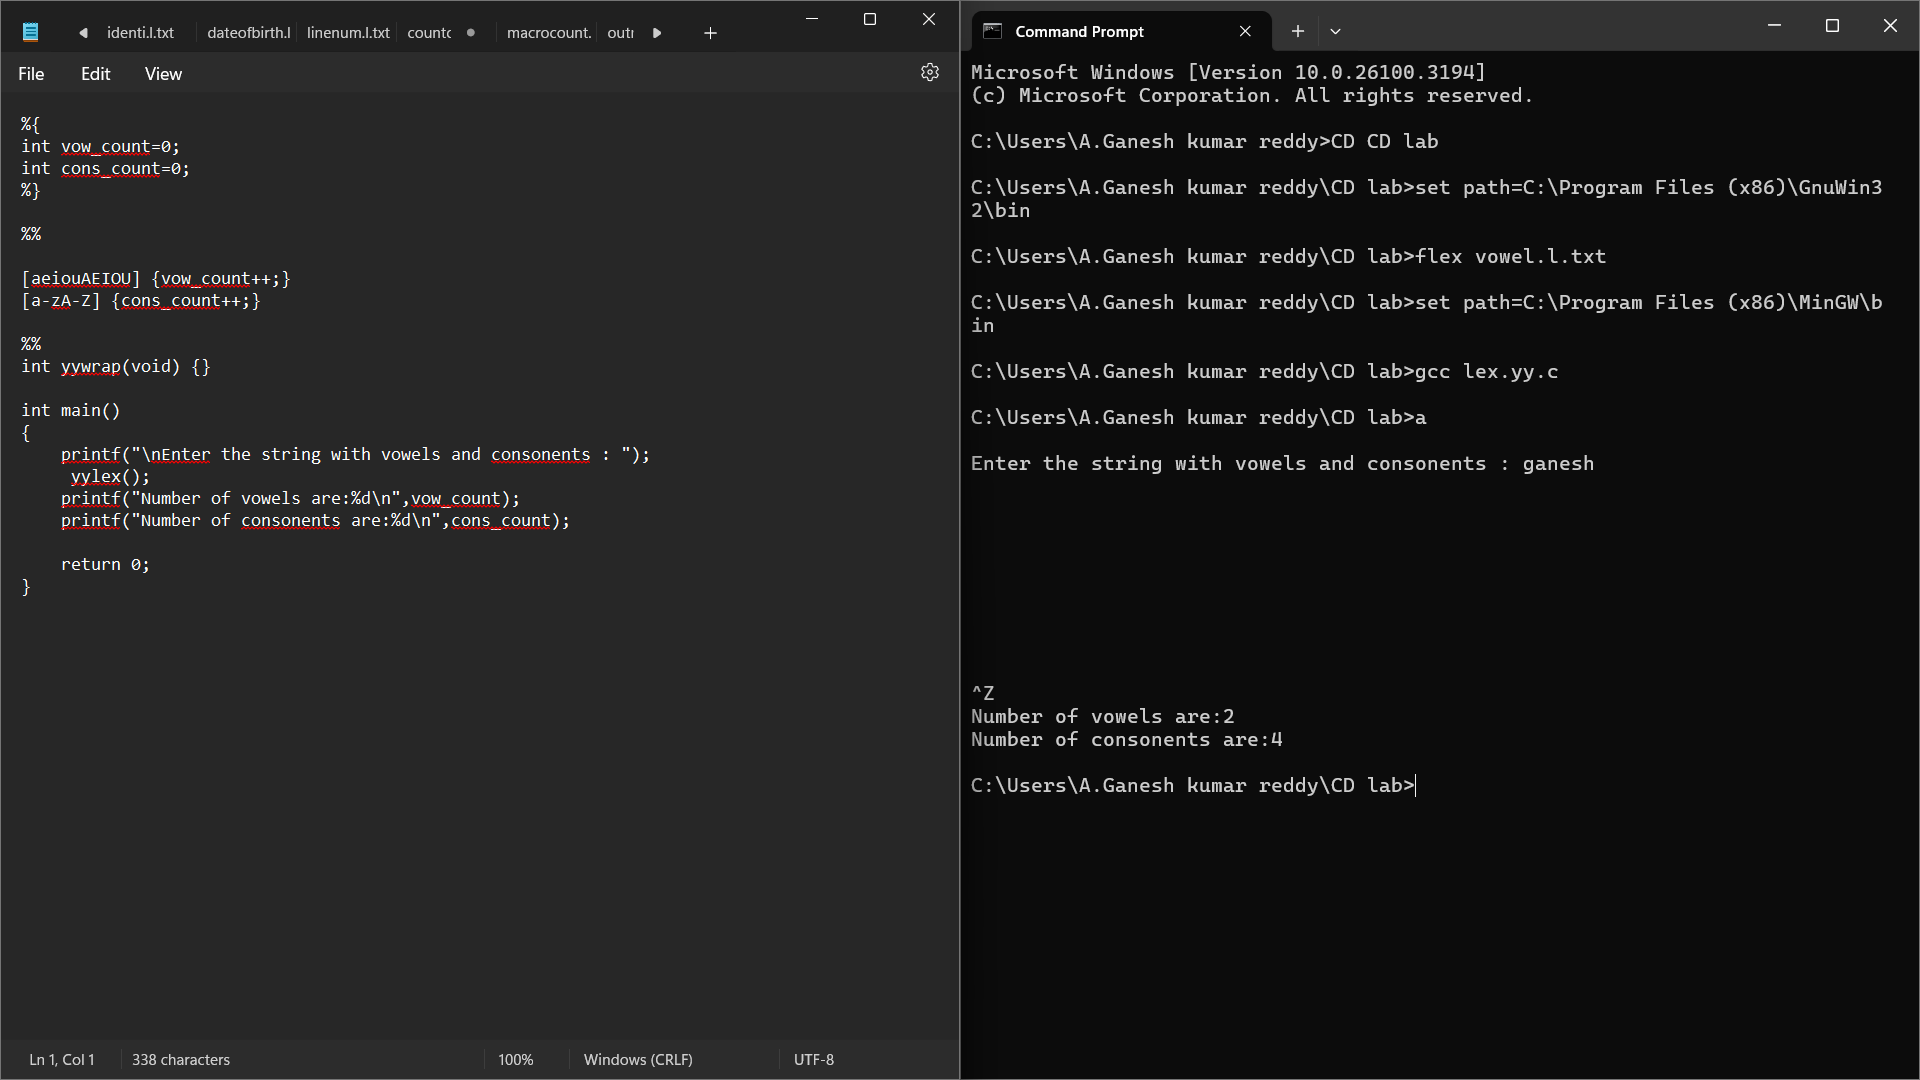 identi.l.txt dateofbirth.l linenum.l.txt countc macrocount. outr
File Edit View
%{
int vow_count=0;
int cons_count=0;
%}
%%
[aeiouAEIOU] {vow_count++;}
[a-zA-Z] {cons_count++;}
%%
int yywrap(void) {}
int main()
{
    printf("\nEnter the string with vowels and consonents : ");
     yylex();
    printf("Number of vowels are:%d\n",vow_count);
    printf("Number of consonents are:%d\n",cons_count);
    return 0;
}
Ln 1, Col 1 338 characters 100% Windows (CRLF) UTF-8
Command Prompt
Microsoft Windows [Version 10.0.26100.3194]
(c) Microsoft Corporation. All rights reserved.
C:\Users\A.Ganesh kumar reddy>CD CD lab
C:\Users\A.Ganesh kumar reddy\CD lab>set path=C:\Program Files (x86)\GnuWin3
2\bin
C:\Users\A.Ganesh kumar reddy\CD lab>flex vowel.l.txt
C:\Users\A.Ganesh kumar reddy\CD lab>set path=C:\Program Files (x86)\MinGW\b
in
C:\Users\A.Ganesh kumar reddy\CD lab>gcc lex.yy.c
C:\Users\A.Ganesh kumar reddy\CD lab>a
Enter the string with vowels and consonents : ganesh
^Z
Number of vowels are:2
Number of consonents are:4
C:\Users\A.Ganesh kumar reddy\CD lab>